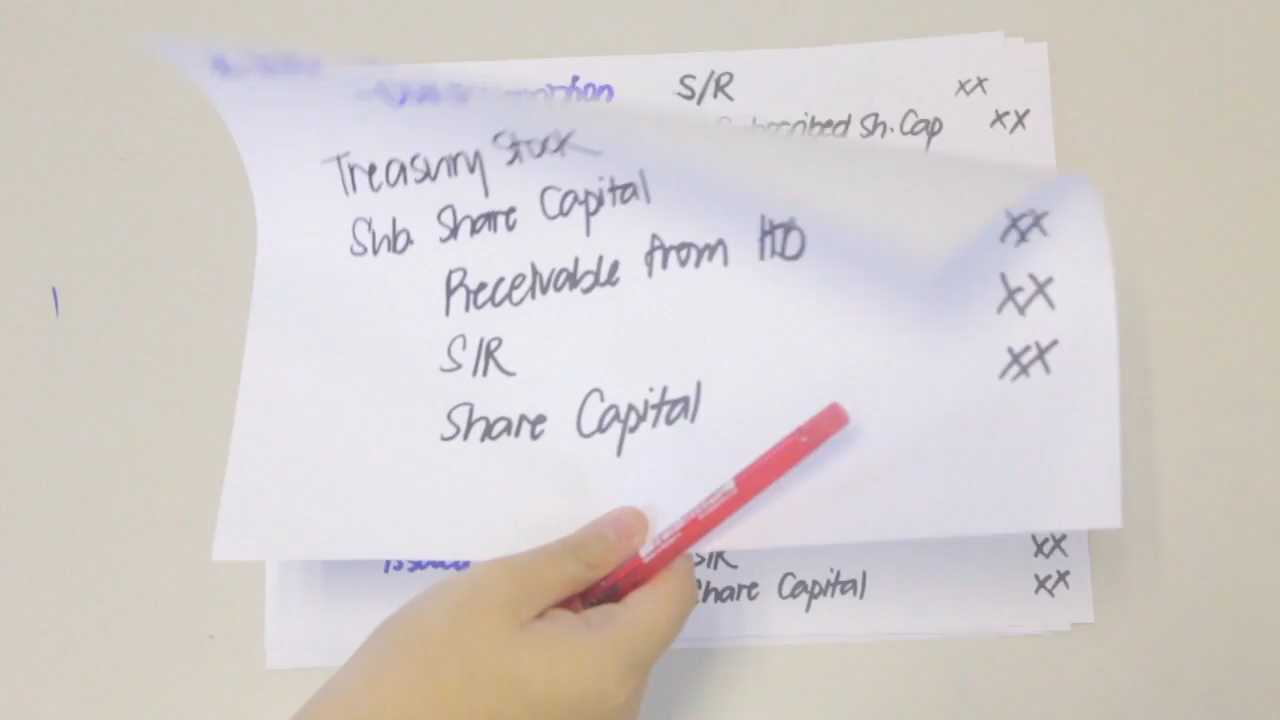 S/R xx
Subscribed Sh. Cap xx
Treasury Stock
Sub Share Capital xx
Receivable from HO xx
S/R xx
Share Capital
S/R xx
Share Capital xx